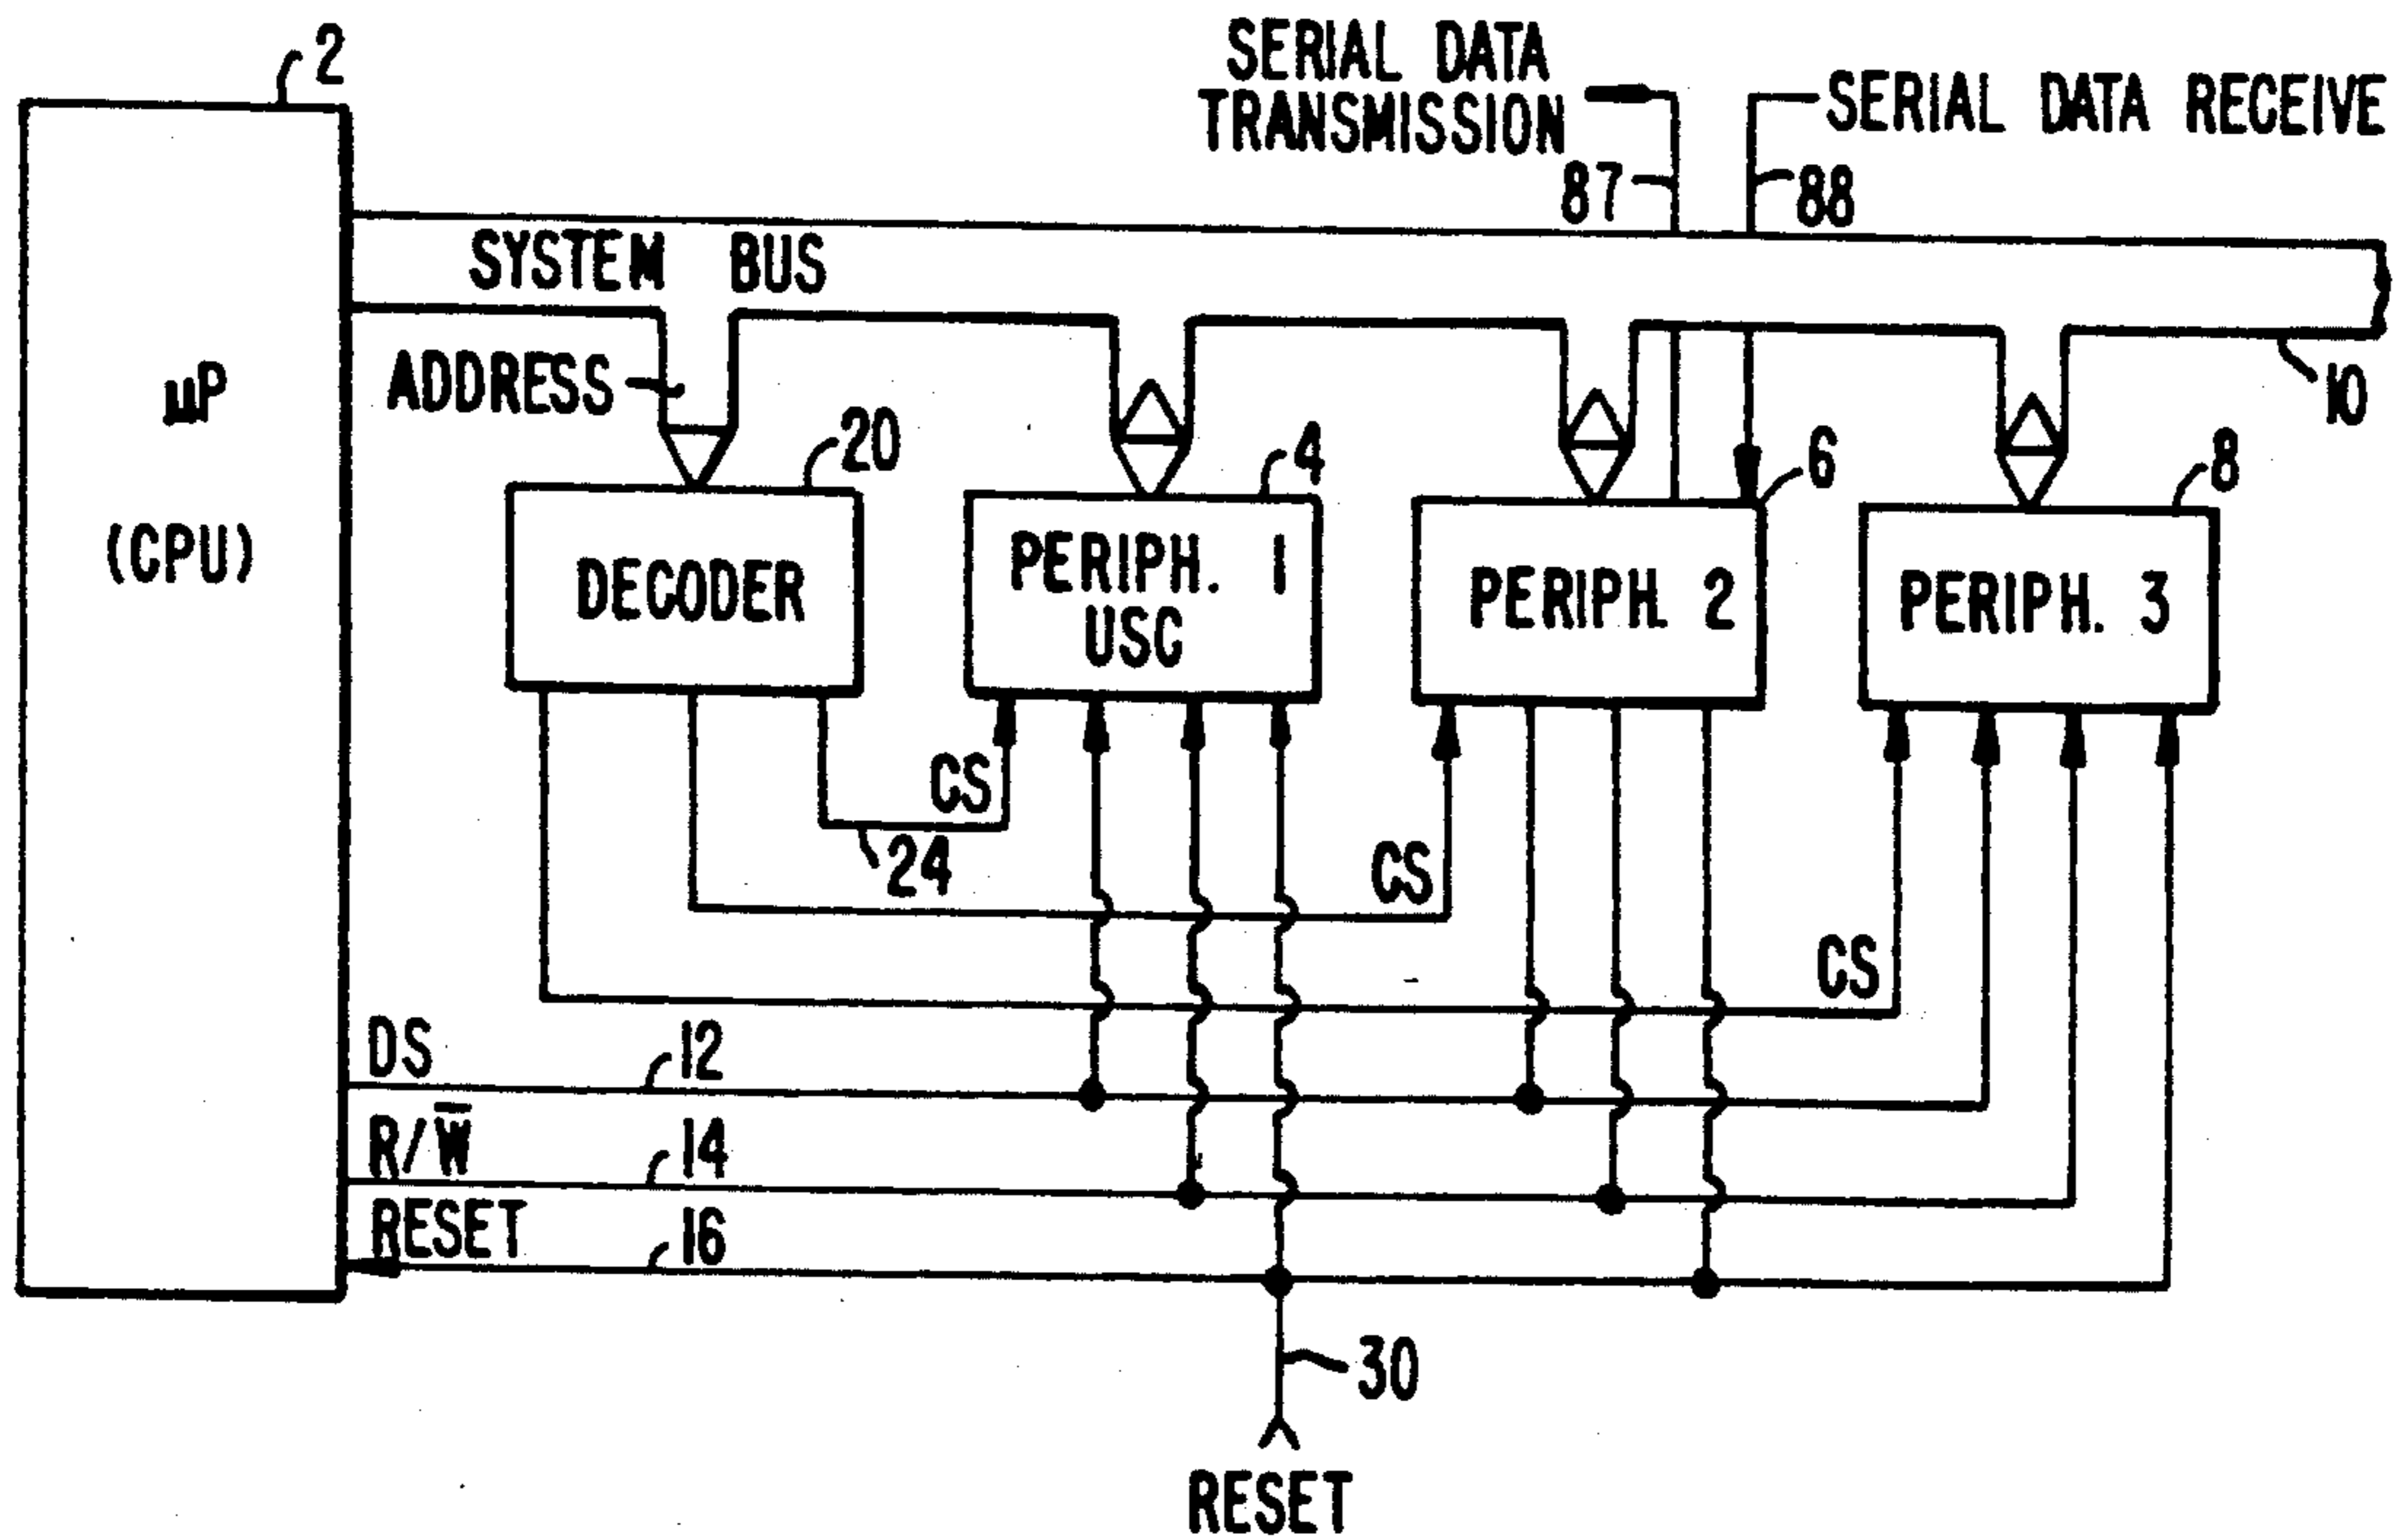 2
SERIAL DATA
TRANSMISSION
SERIAL DATA RECEIVE
87
88
SYSTEM BUS
ADDRESS
10
μP
(CPU)
20
4
6
8
DECODER
PERIPH. 1
USC
PERIPH. 2
PERIPH. 3
CS
24
CS
CS
DS
12
R/W̅
14
RESET
16
30
RESET